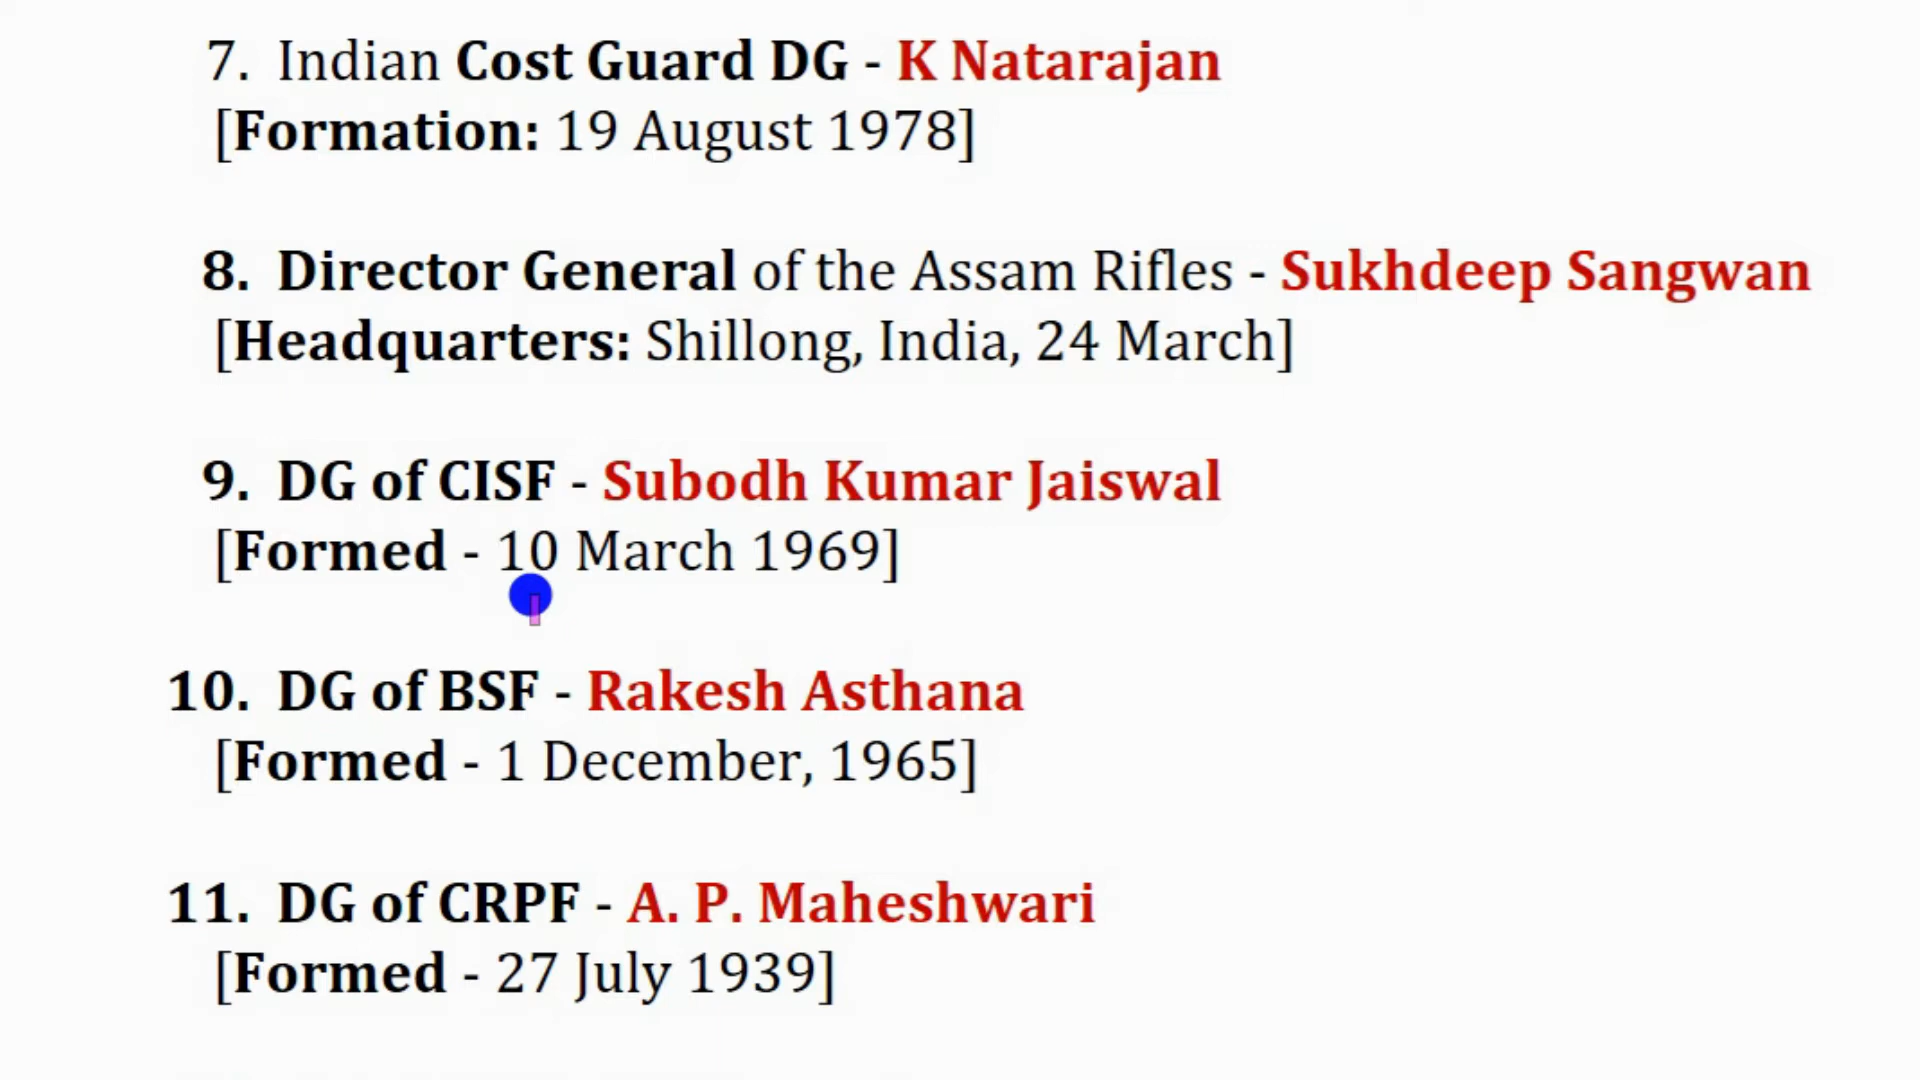 7. Indian Cost Guard DG - K Natarajan
[Formation: 19 August 1978]
8. Director General of the Assam Rifles - Sukhdeep Sangwan
[Headquarters: Shillong, India, 24 March]
9. DG of CISF - Subodh Kumar Jaiswal
[Formed - 10 March 1969]
10. DG of BSF - Rakesh Asthana
[Formed - 1 December, 1965]
11. DG of CRPF - A. P. Maheshwari
[Formed - 27 July 1939]